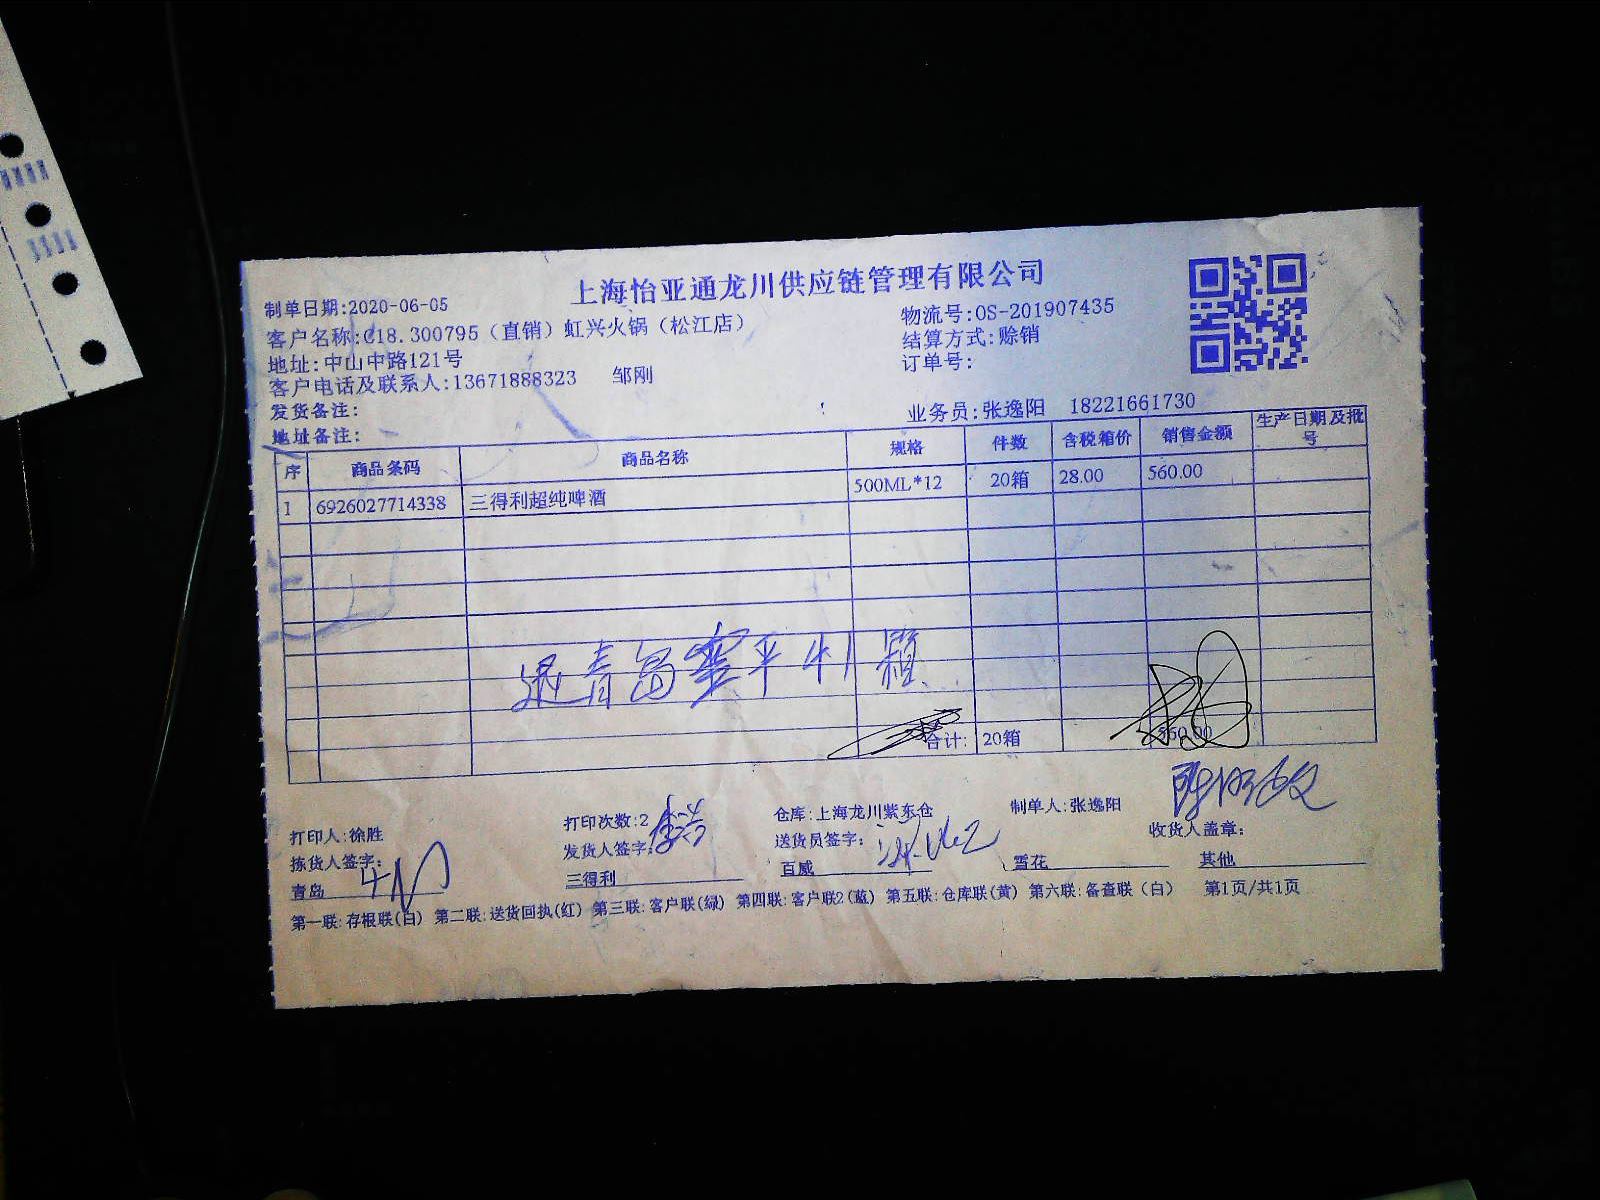 上海怡亚通龙川供应链管理有限公司
制单日期:2020-06-05
物流号:OS-201907435
客户名称:C18.300795（直销）虹兴火锅（松江店）
结算方式:赊销
地址:中山中路121号
订单号:
客户电话及联系人:13671888323 邹刚
发货备注:
业务员:张逸阳 18221661730
地址备注:
序 商品条码 商品名称 规格 件数 含税箱价 销售金额 生产日期及批号
1 6926027714338 三得利超纯啤酒 500ML*12 20箱 28.00 560.00
退青岛空平41箱
合计: 20箱 560.00
打印人:徐胜 打印次数:2 仓库:上海龙川紫东仓 制单人:张逸阳
拣货人签字: 发货人签字: 送货员签字: 收货人盖章:
青岛 三得利 百威 雪花 其他
第一联:存根联(白) 第二联:送货回执(红) 第三联:客户联(绿) 第四联:客户联2(蓝) 第五联:仓库联(黄) 第六联:备查联（白） 第1页/共1页